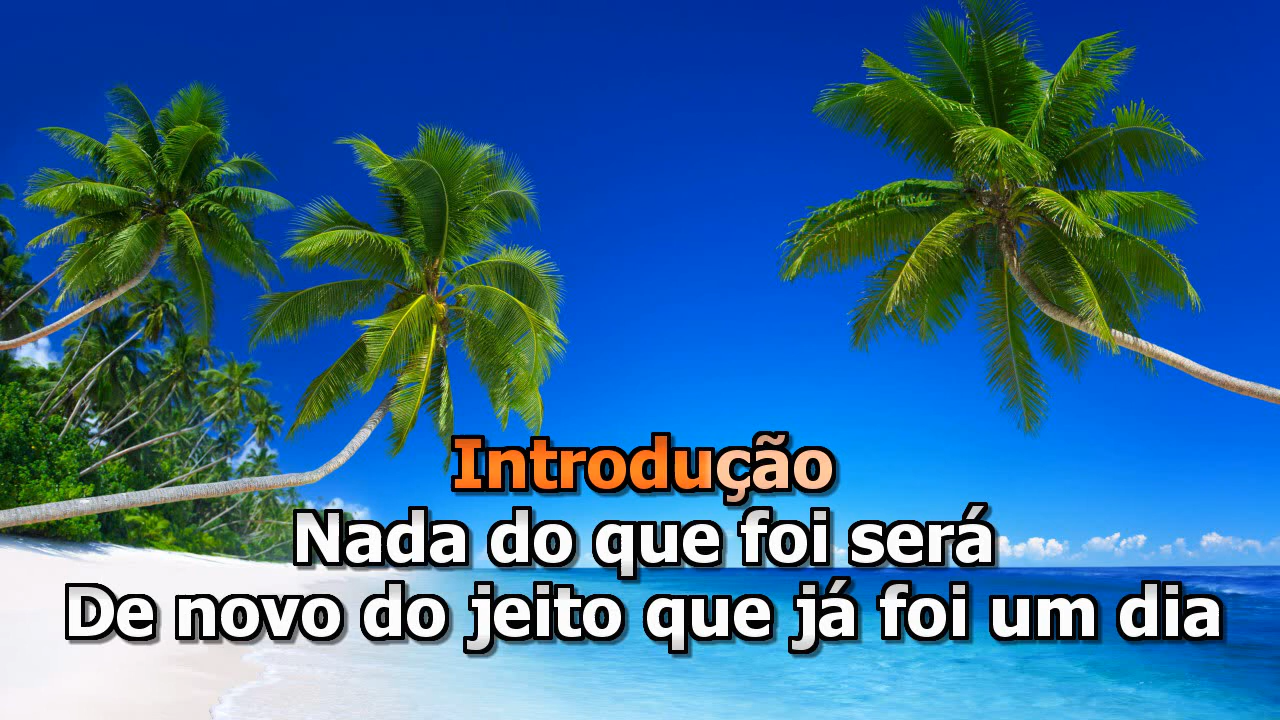 Introdução
Nada do que foi será
De novo do jeito que já foi um dia